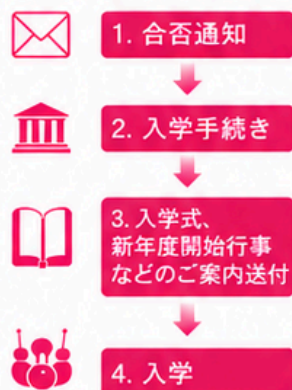 1. 合否通知
2. 入学手続き
3. 入学式、
新年度開始行事
などのご案内送付
4. 入学